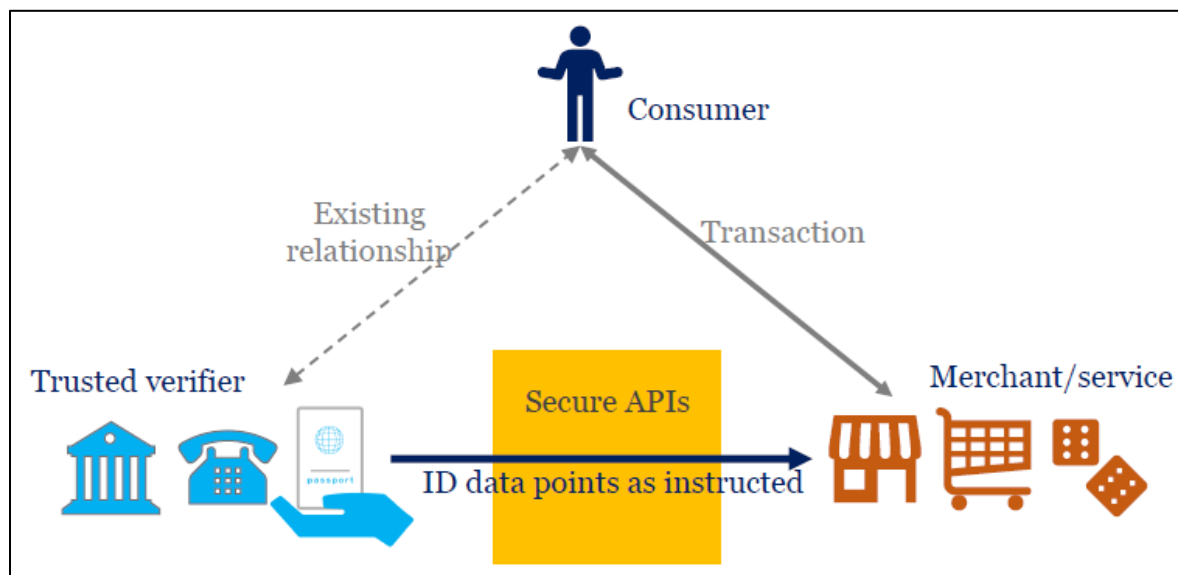 Consumer
Existing
relationship
Transaction
Trusted verifier
Merchant/service
Secure APIs
passport
ID data points as instructed